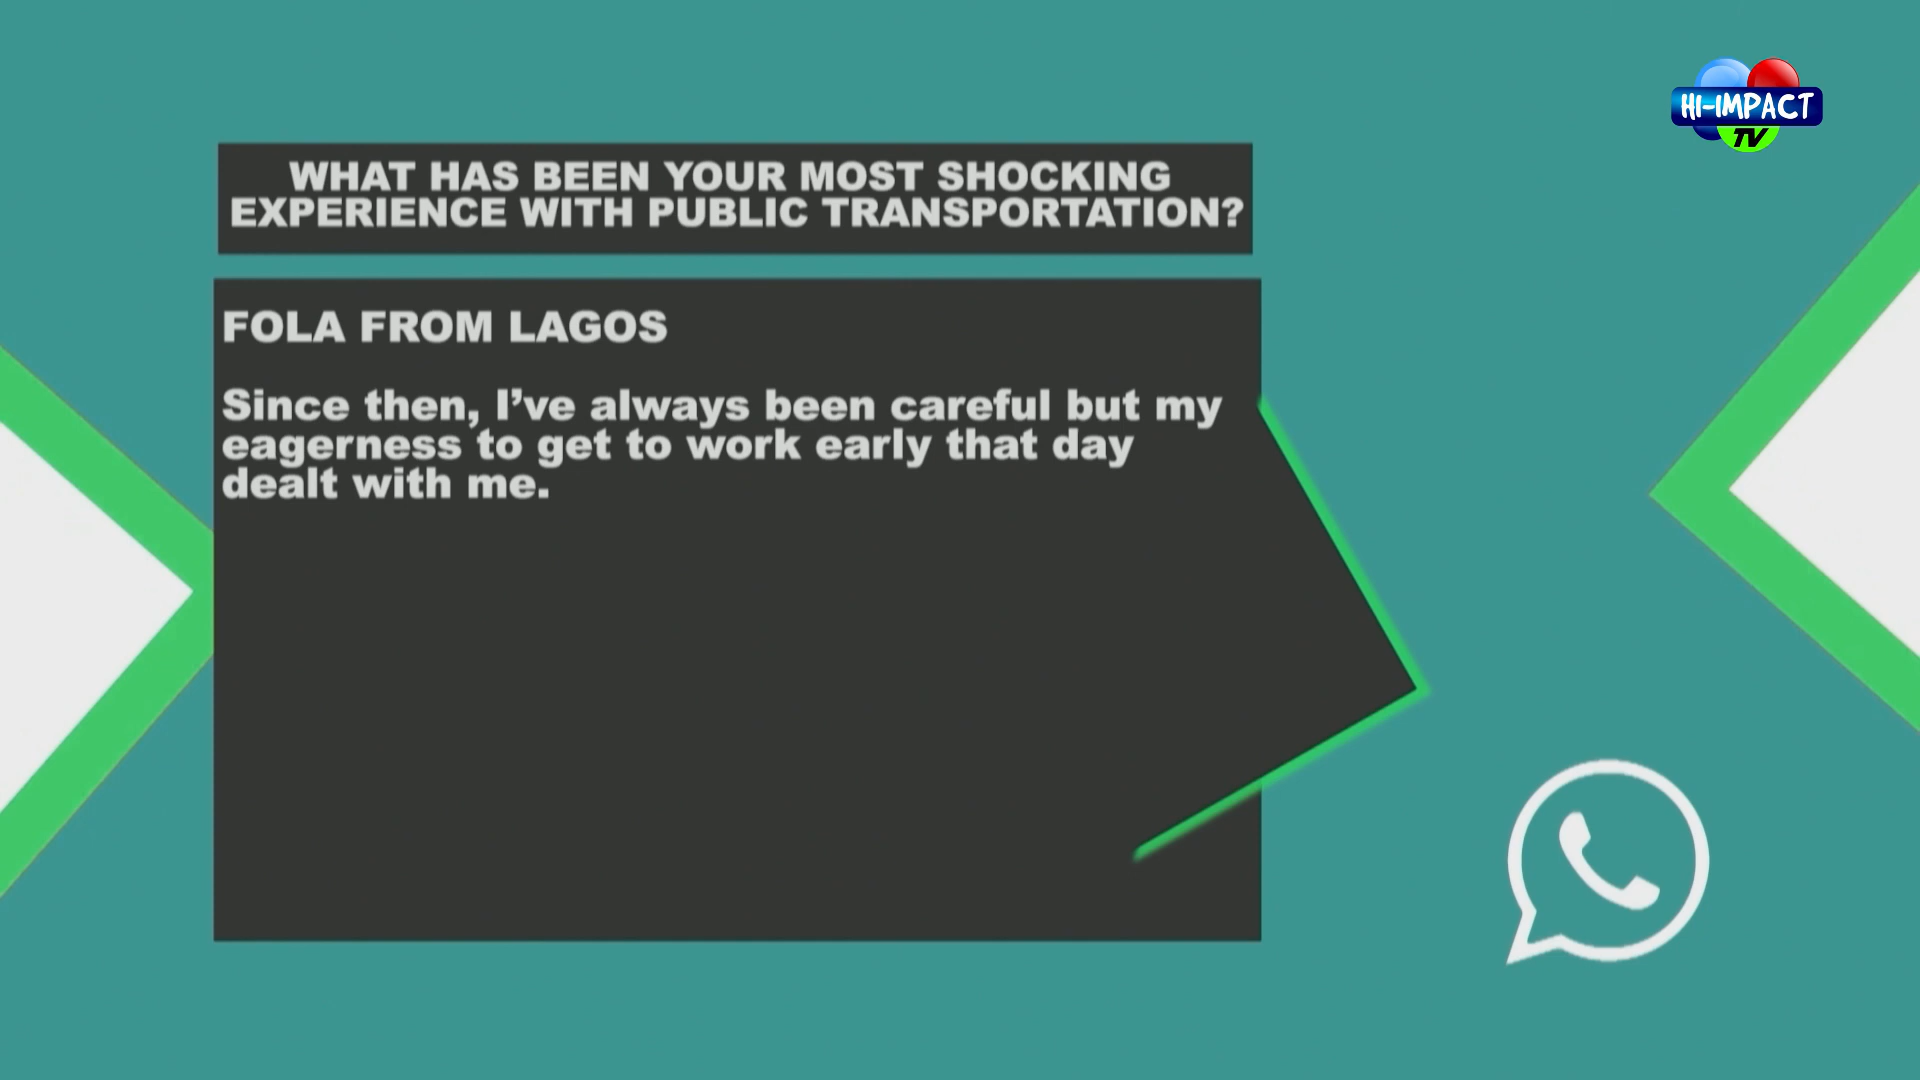 HI-IMPACT
TV
WHAT HAS BEEN YOUR MOST SHOCKING
EXPERIENCE WITH PUBLIC TRANSPORTATION?
FOLA FROM LAGOS
Since then, I’ve always been careful but my
eagerness to get to work early that day
dealt with me.